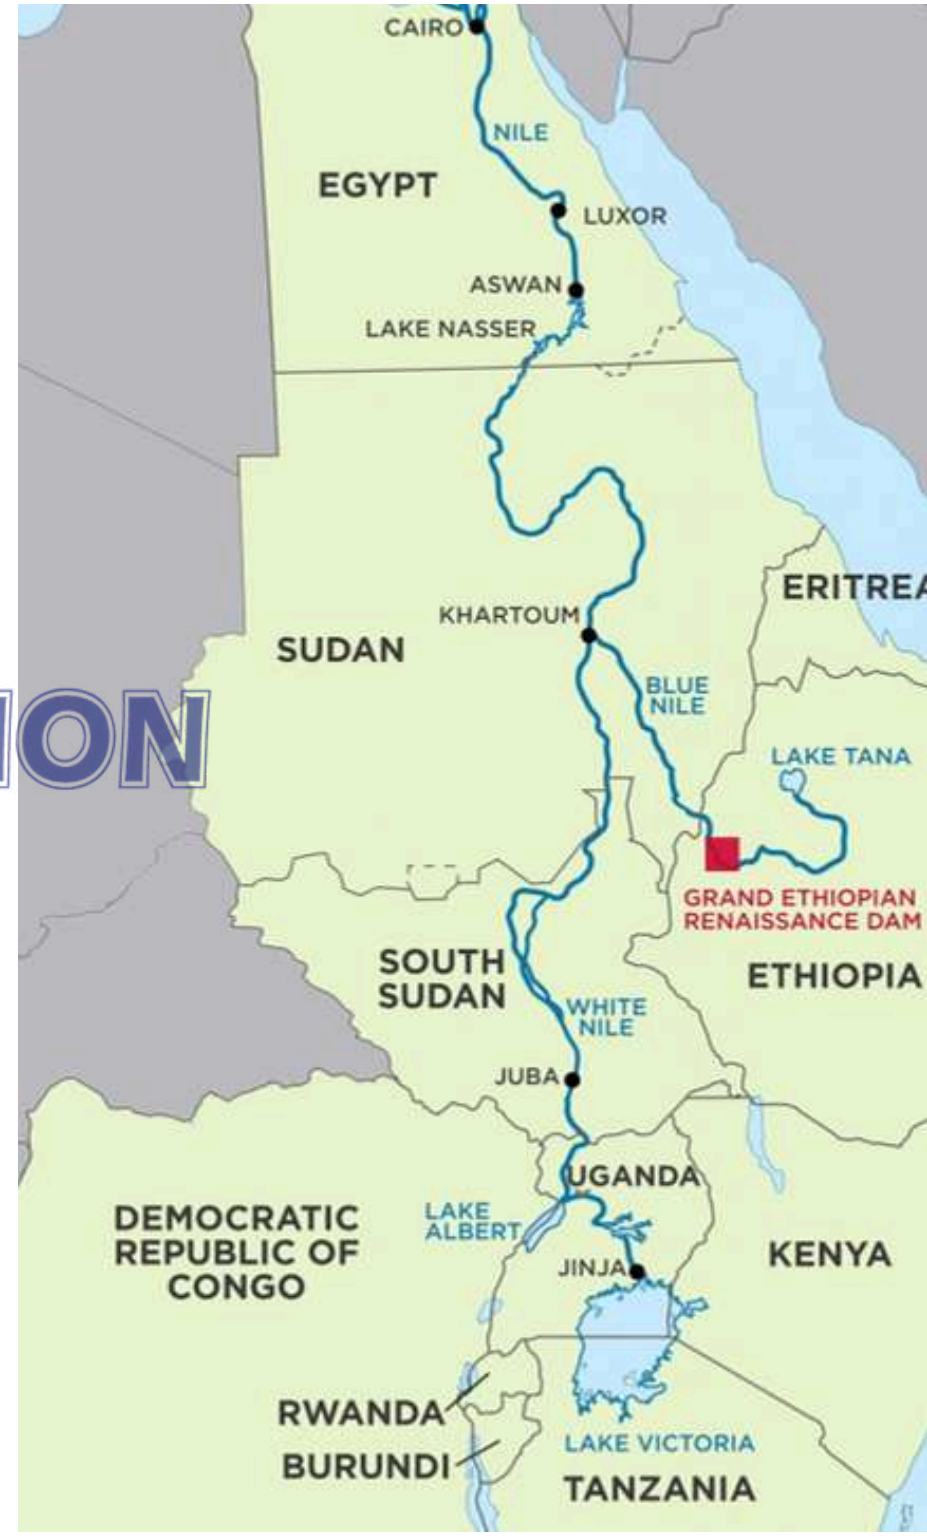 CAIRO
NILE
EGYPT
LUXOR
ASWAN
LAKE NASSER
ERITREA
KHARTOUM
SUDAN
BLUE
NILE
ION
LAKE TANA
GRAND ETHIOPIAN
RENAISSANCE DAM
SOUTH
SUDAN
ETHIOPIA
WHITE
NILE
JUBA
UGANDA
DEMOCRATIC
REPUBLIC OF
CONGO
LAKE
ALBERT
KENYA
JINJA
RWANDA
LAKE VICTORIA
BURUNDI
TANZANIA